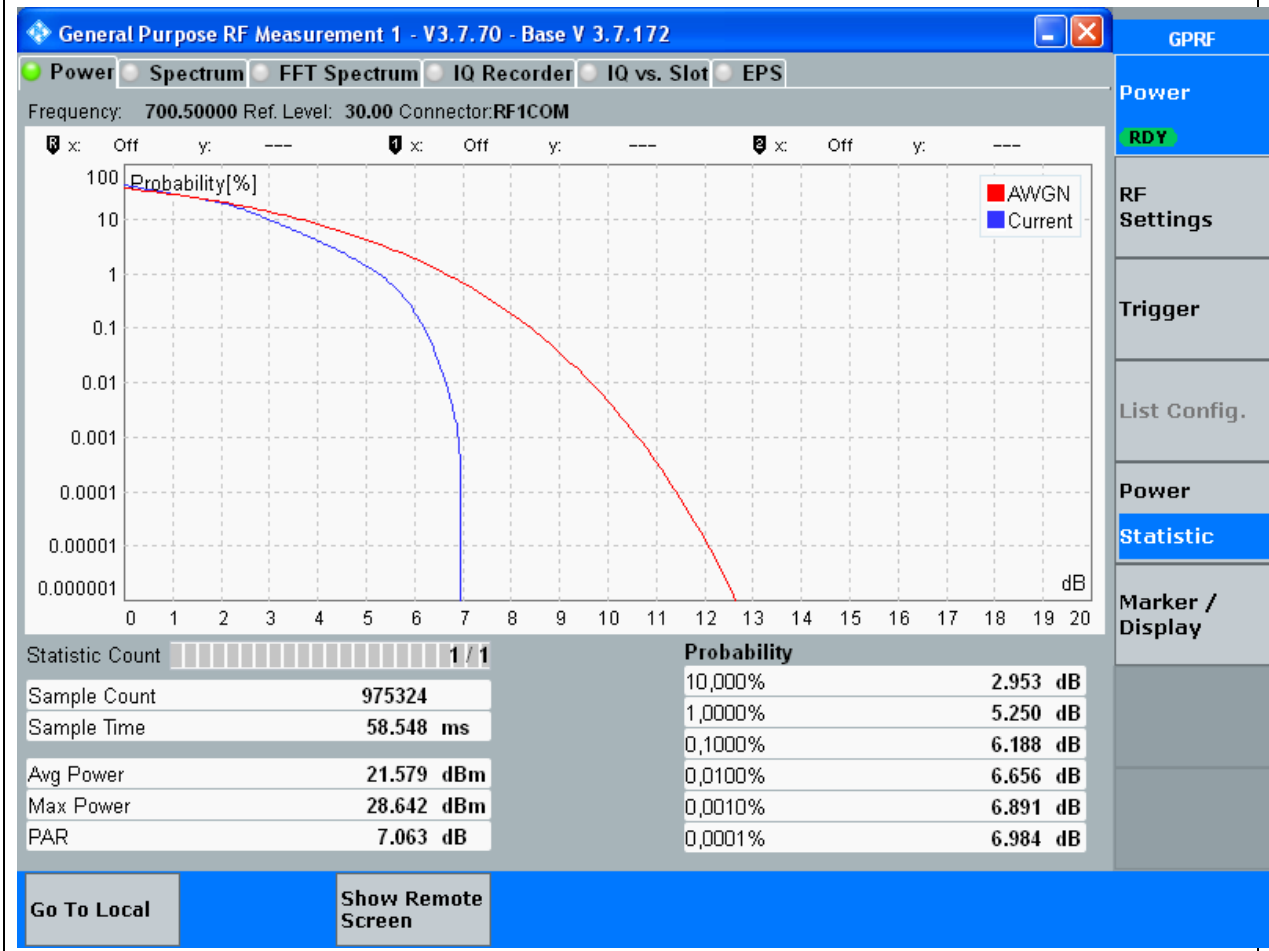 General Purpose RF Measurement 1 - V3.7.70 - Base V 3.7.172
GPRF
Power Spectrum FFT Spectrum IQ Recorder IQ vs. Slot EPS
Frequency: 700.50000 Ref. Level: 30.00 Connector:RF1COM
R x: Off y: --- 1 x: Off y: --- 2 x: Off y: ---
Probability[%]
AWGN
Current
100
10
1
0.1
0.01
0.001
0.0001
0.00001
0.000001
dB
0 1 2 3 4 5 6 7 8 9 10 11 12 13 14 15 16 17 18 19 20
Statistic Count 1 / 1
Sample Count 975324
Sample Time 58.548 ms
Avg Power 21.579 dBm
Max Power 28.642 dBm
PAR 7.063 dB
Probability
10,000% 2.953 dB
1,0000% 5.250 dB
0,1000% 6.188 dB
0,0100% 6.656 dB
0,0010% 6.891 dB
0,0001% 6.984 dB
Power
RDY
RF
Settings
Trigger
List Config.
Power
Statistic
Marker /
Display
Go To Local
Show Remote
Screen